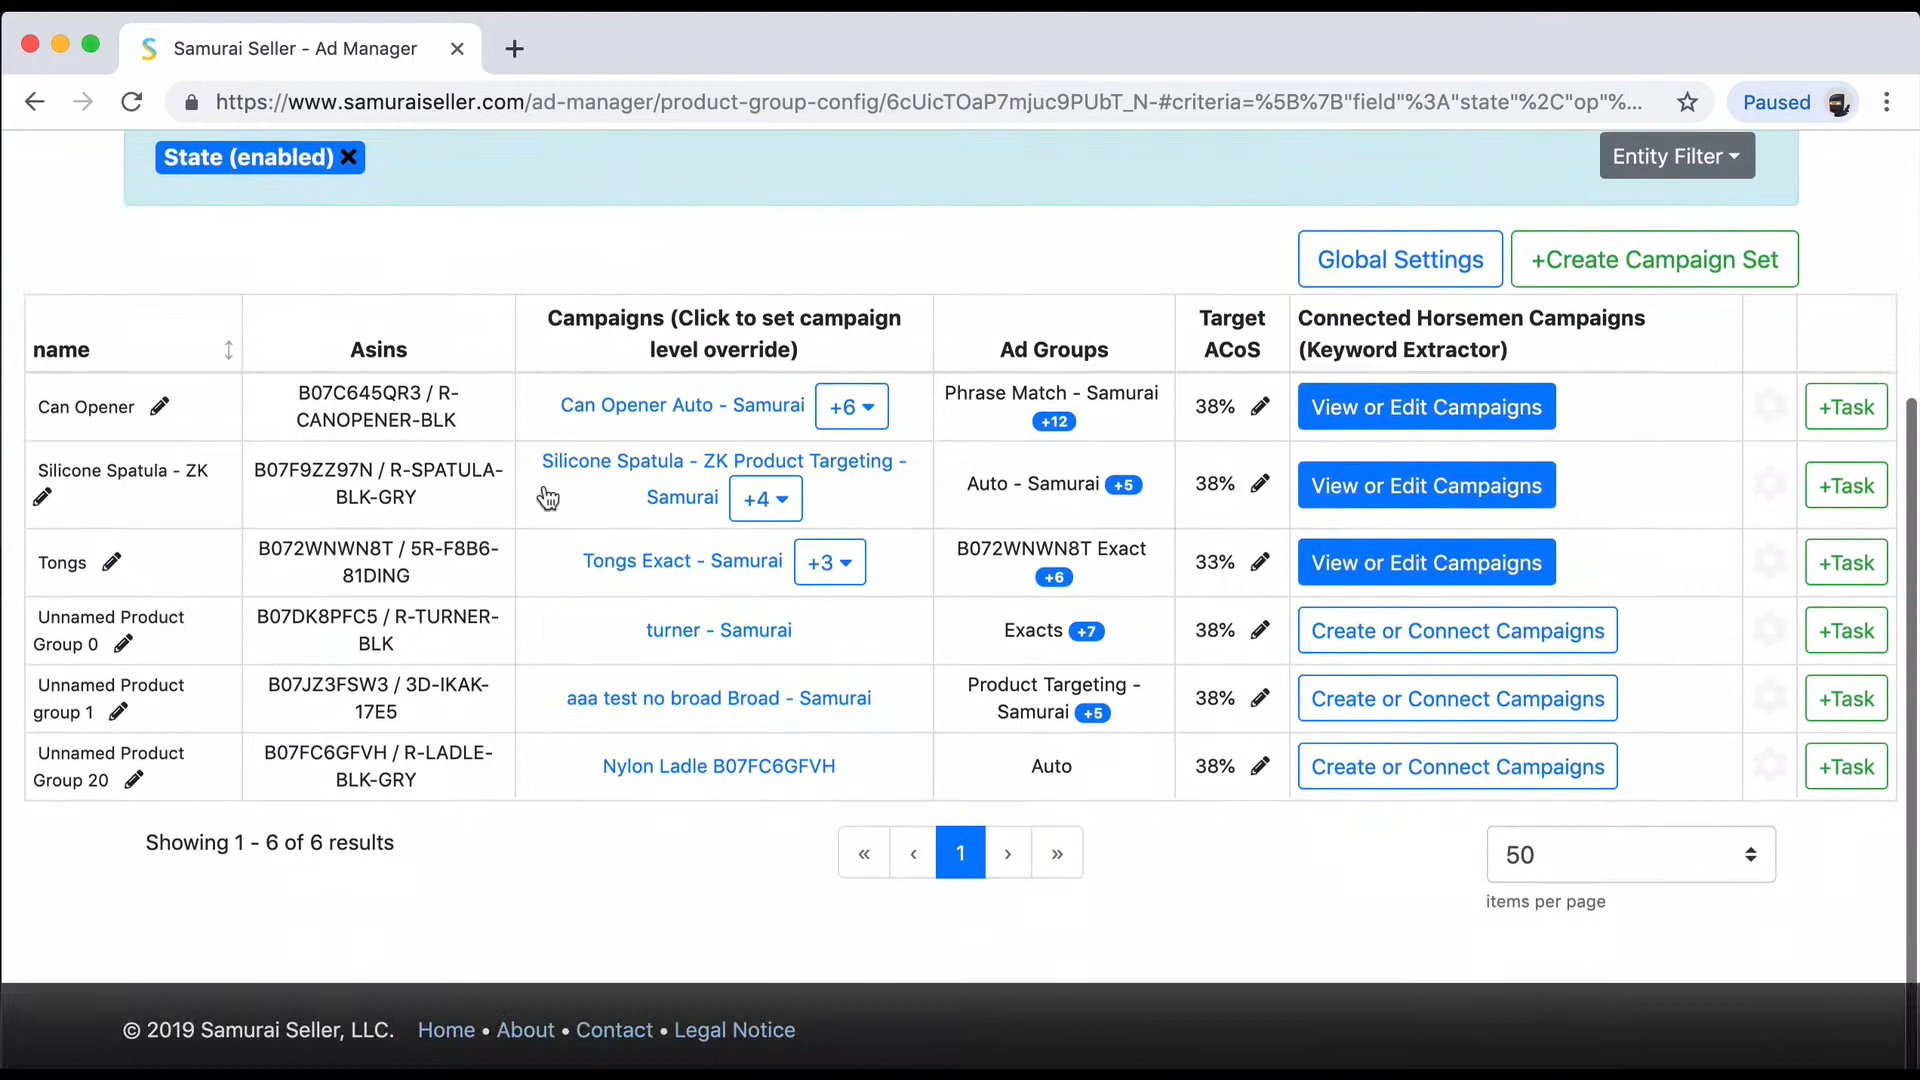 Samurai Seller - Ad Manager
https://www.samuraiseller.com/ad-manager/product-group-config/6cUicTOaP7mjuc9PUbT_N-#criteria=%5B%7B"field"%3A"state"%2C"op"%...
Paused
State (enabled) ✖
Entity Filter
Global Settings
+Create Campaign Set
name
Asins
Campaigns (Click to set campaign
level override)
Ad Groups
Target
ACoS
Connected Horsemen Campaigns
(Keyword Extractor)
Can Opener
B07C645QR3 / R-
CANOPENER-BLK
Can Opener Auto - Samurai +6
Phrase Match - Samurai
+12
38%
View or Edit Campaigns
+Task
Silicone Spatula - ZK
B07F9ZZ97N / R-SPATULA-
BLK-GRY
Silicone Spatula - ZK Product Targeting -
Samurai +4
Auto - Samurai +5
38%
View or Edit Campaigns
+Task
Tongs
B072WNWN8T / 5R-F8B6-
81DING
Tongs Exact - Samurai +3
B072WNWN8T Exact
+6
33%
View or Edit Campaigns
+Task
Unnamed Product
Group 0
B07DK8PFC5 / R-TURNER-
BLK
turner - Samurai
Exacts +7
38%
Create or Connect Campaigns
+Task
Unnamed Product
group 1
B07JZ3FSW3 / 3D-IKAK-
17E5
aaa test no broad Broad - Samurai
Product Targeting -
Samurai +5
38%
Create or Connect Campaigns
+Task
Unnamed Product
Group 20
B07FC6GFVH / R-LADLE-
BLK-GRY
Nylon Ladle B07FC6GFVH
Auto
38%
Create or Connect Campaigns
+Task
Showing 1 - 6 of 6 results
« ‹ 1 › »
50
items per page
© 2019 Samurai Seller, LLC. Home • About • Contact • Legal Notice